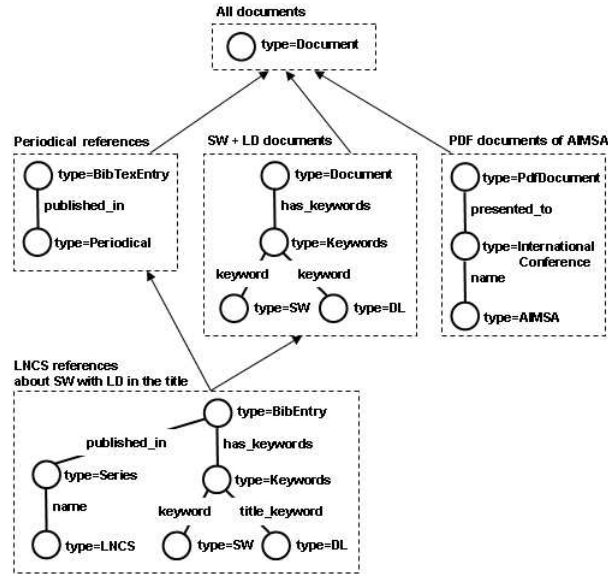 All documents
type=Document
Periodical references
type=BibTexEntry
published_in
type=Periodical
SW + LD documents
type=Document
has_keywords
type=Keywords
keyword keyword
type=SW type=DL
PDF documents of AIMSA
type=PdfDocument
presented_to
type=International
Conference
name
type=AIMSA
LNCS references
about SW with LD in the title
type=BibEntry
published_in
has_keywords
type=Series
type=Keywords
name
keyword title_keyword
type=LNCS
type=SW type=DL